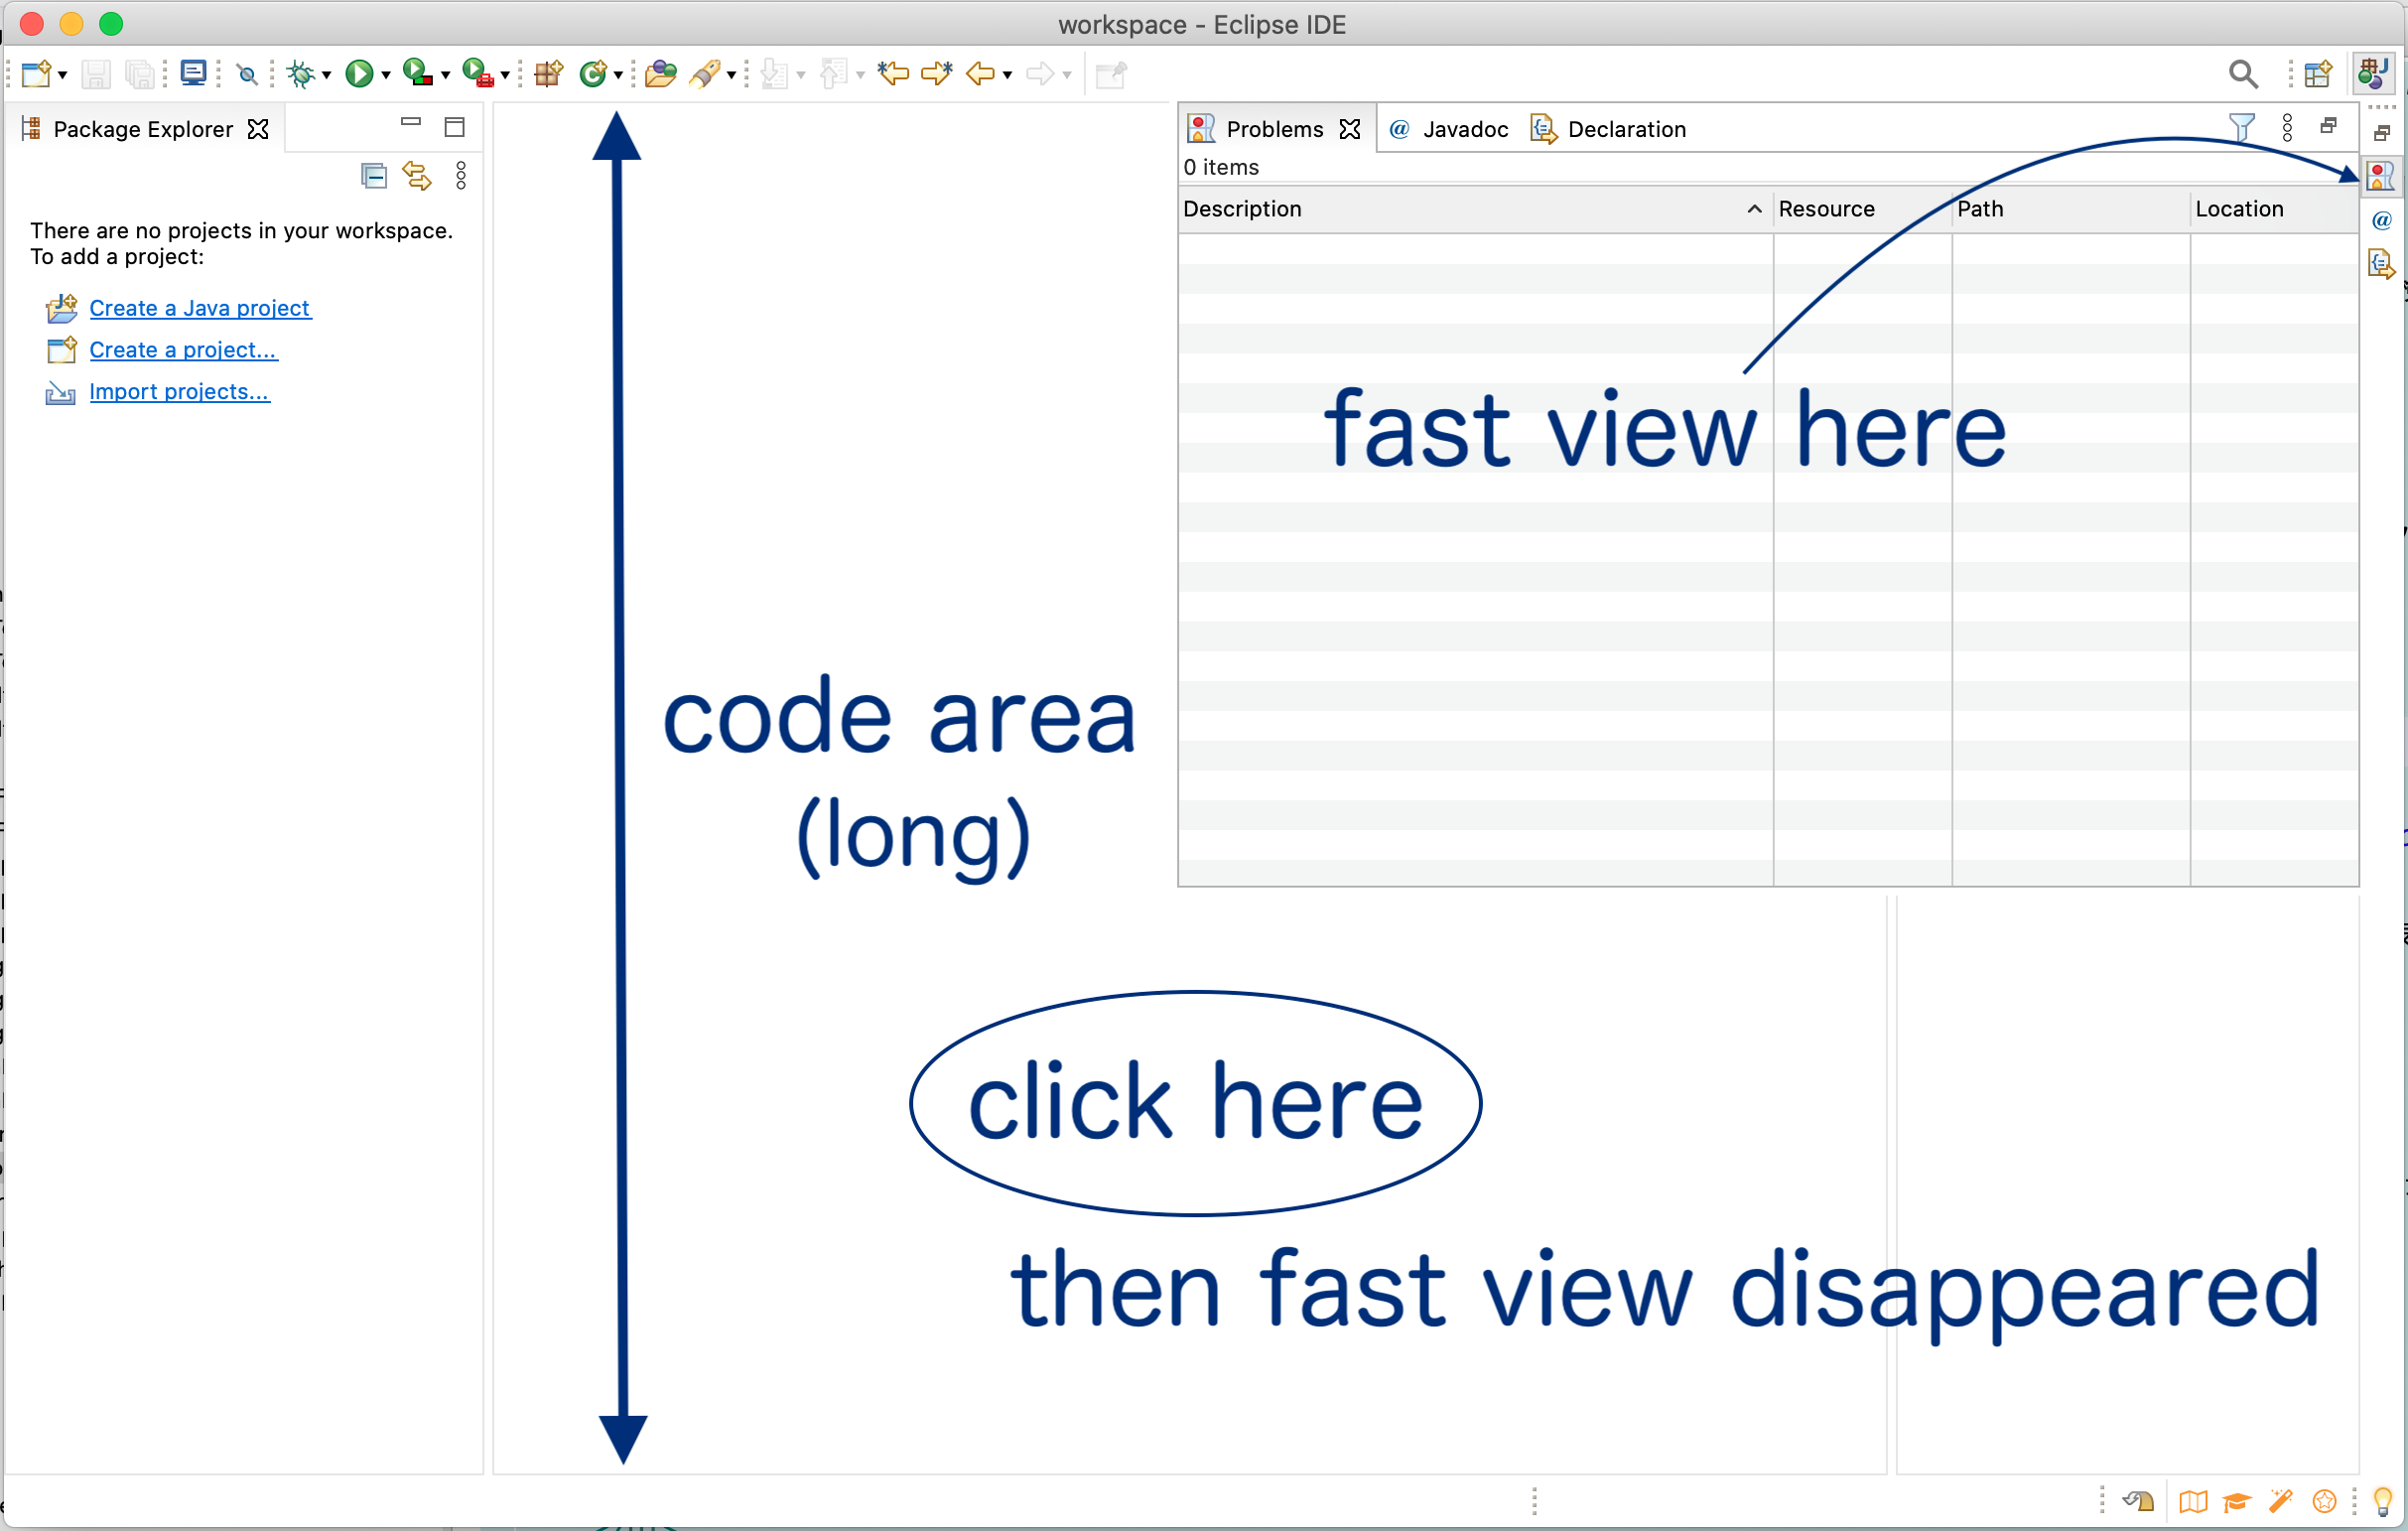 workspace - Eclipse IDE
Package Explorer
Problems
@ Javadoc
Declaration
0 items
Description
Resource
Path
Location
There are no projects in your workspace.
To add a project:
Create a Java project
Create a project...
Import projects...
fast view here
code area
(long)
click here
then fast view disappeared